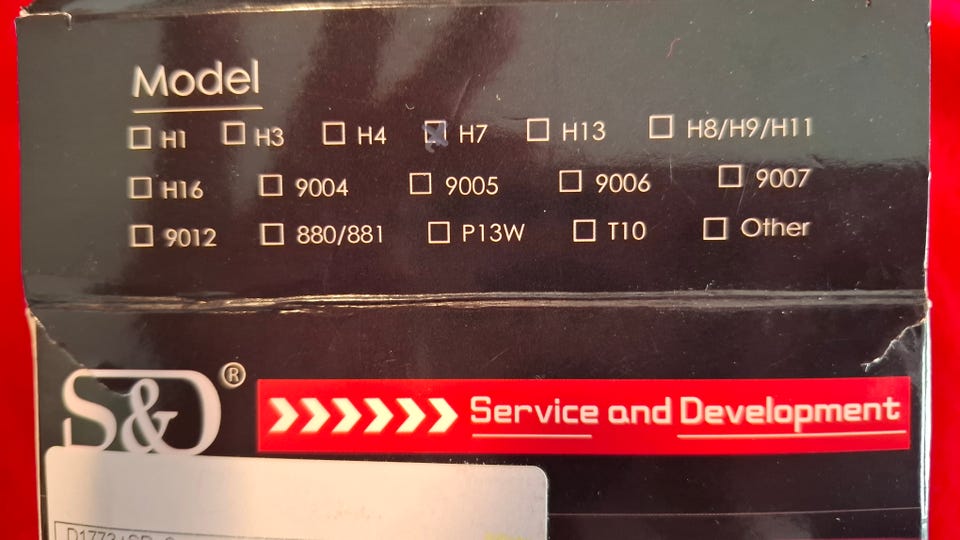 Model
H1 H3 H4 H7 H13 H8/H9/H11
H16 9004 9005 9006 9007
9012 880/881 P13W T10 Other
S&D® Service and Development